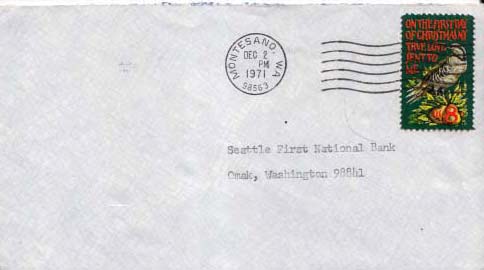 MONTESANO, WA
DEC 2
PM
1971
98563
ON THE FIRST DAY
OF CHRISTMAS MY
TRUE LOVE
SENT TO
ME
Seattle First National Bank
Omak, Washington 98841